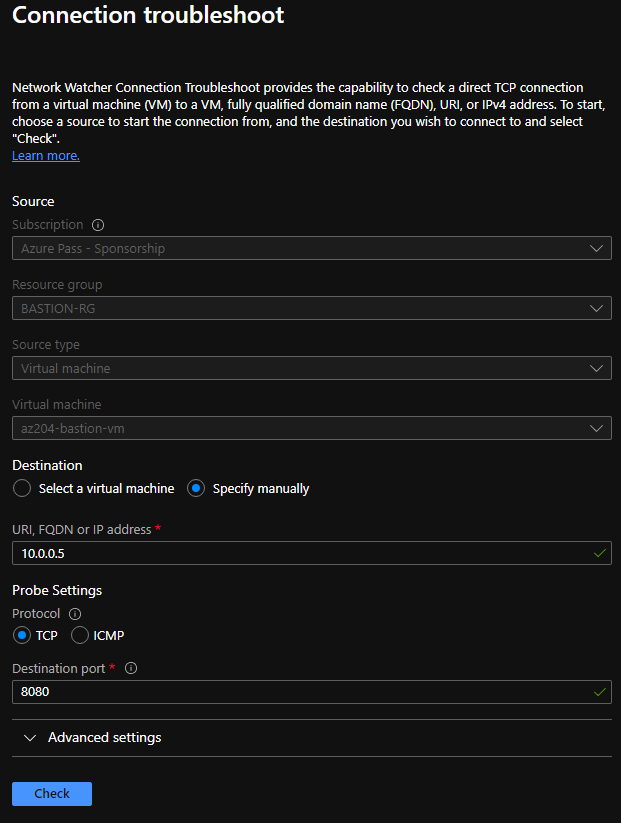 Connection troubleshoot
Network Watcher Connection Troubleshoot provides the capability to check a direct TCP connection
from a virtual machine (VM) to a VM, fully qualified domain name (FQDN), URI, or IPv4 address. To start,
choose a source to start the connection from, and the destination you wish to connect to and select
"Check".
Learn more.
Source
Subscription
Azure Pass - Sponsorship
Resource group
BASTION-RG
Source type
Virtual machine
Virtual machine
az204-bastion-vm
Destination
Select a virtual machine Specify manually
URI, FQDN or IP address *
10.0.0.5
Probe Settings
Protocol
TCP ICMP
Destination port *
8080
Advanced settings
Check